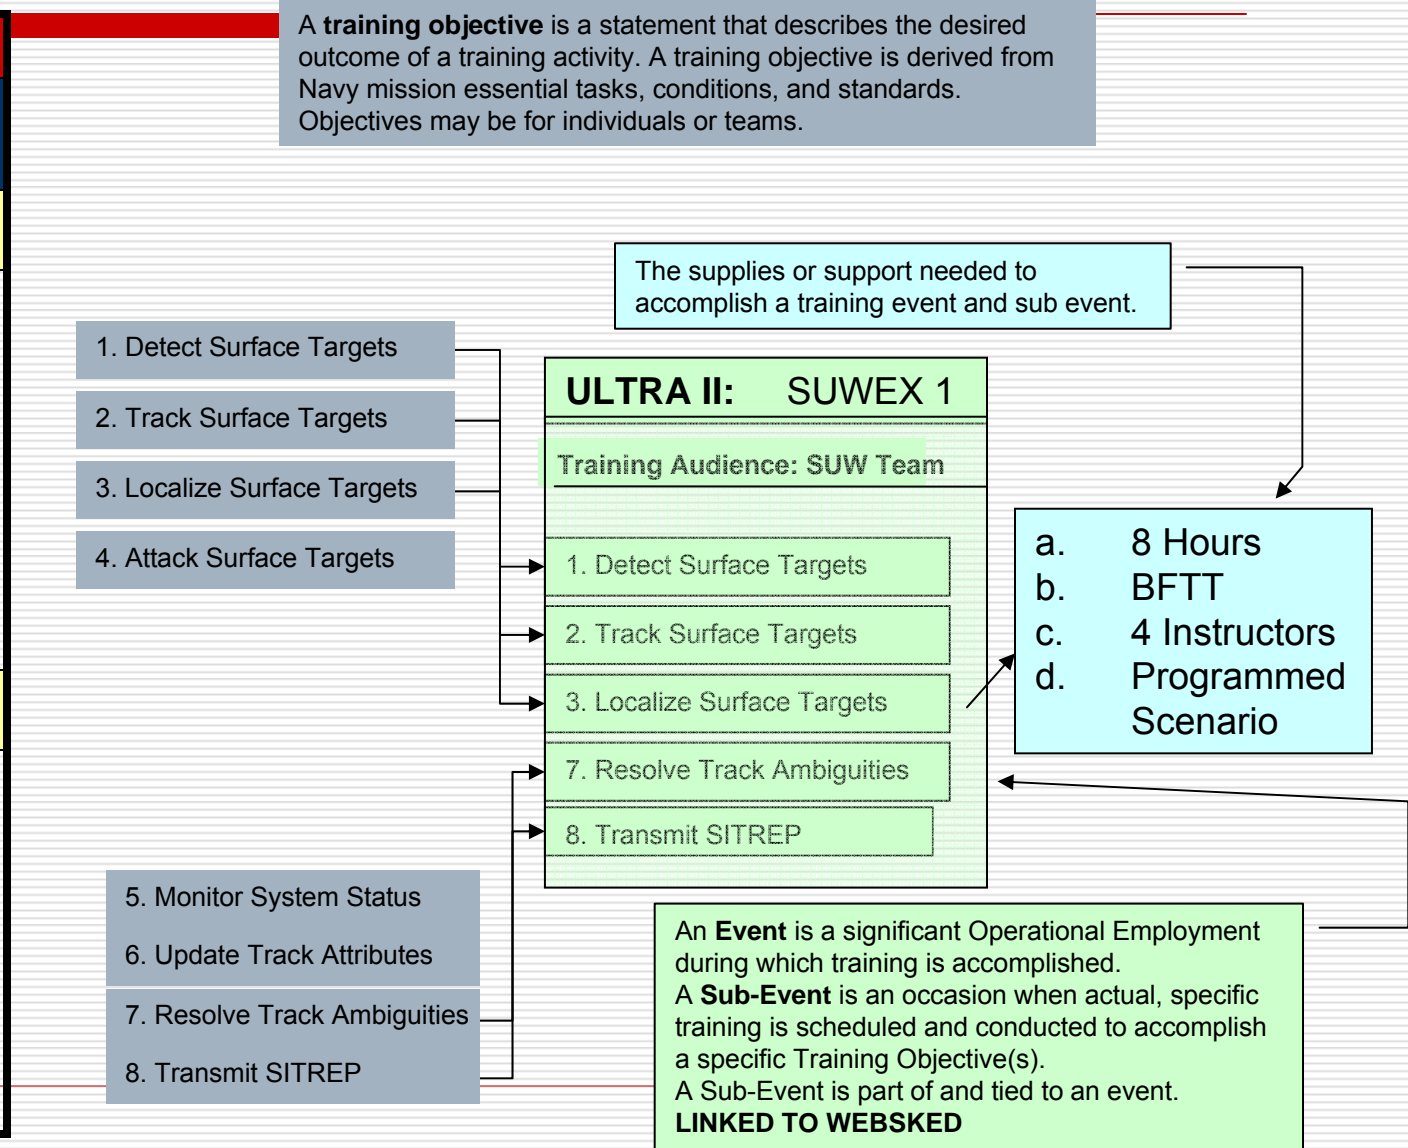 A training objective is a statement that describes the desired
outcome of a training activity. A training objective is derived from
Navy mission essential tasks, conditions, and standards.
Objectives may be for individuals or teams.
The supplies or support needed to
accomplish a training event and sub event.
1. Detect Surface Targets
2. Track Surface Targets
3. Localize Surface Targets
4. Attack Surface Targets
ULTRA II: SUWEX 1
Training Audience: SUW Team
1. Detect Surface Targets
2. Track Surface Targets
3. Localize Surface Targets
7. Resolve Track Ambiguities
8. Transmit SITREP
a. 8 Hours
b. BFTT
c. 4 Instructors
d. Programmed
Scenario
5. Monitor System Status
6. Update Track Attributes
7. Resolve Track Ambiguities
8. Transmit SITREP
An Event is a significant Operational Employment
during which training is accomplished.
A Sub-Event is an occasion when actual, specific
training is scheduled and conducted to accomplish
a specific Training Objective(s).
A Sub-Event is part of and tied to an event.
LINKED TO WEBSKED